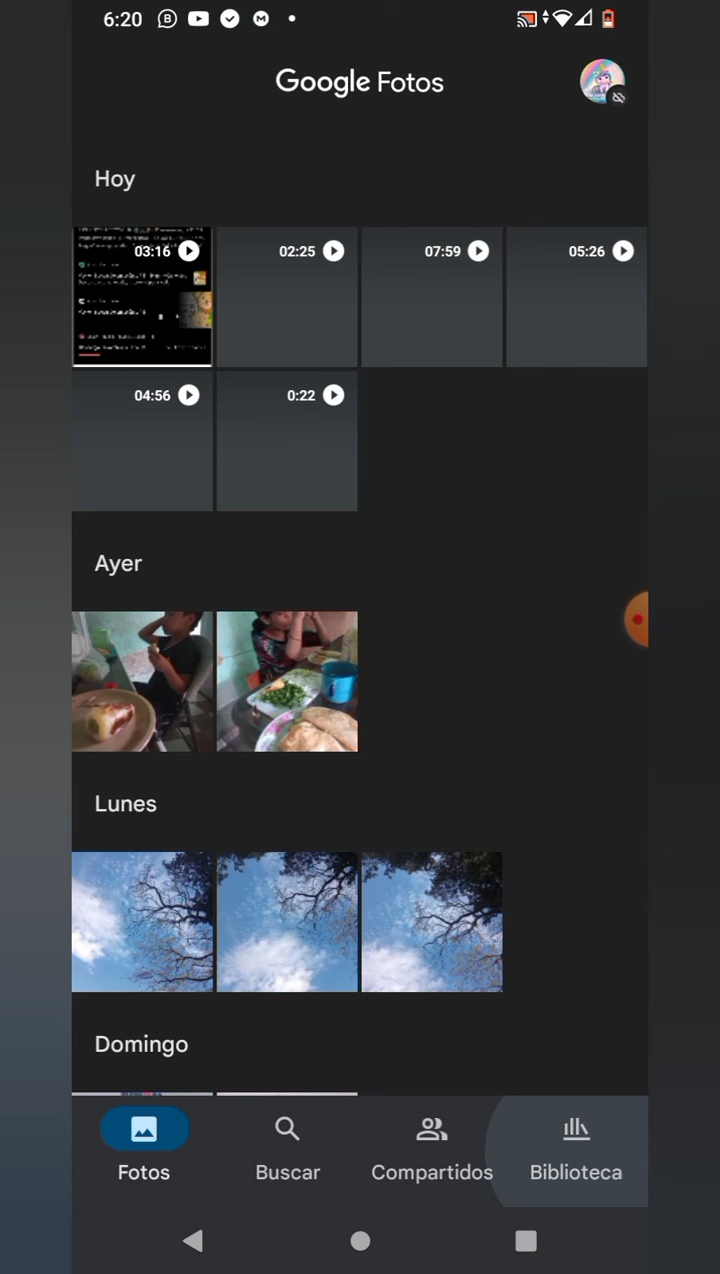 6:20
Google Fotos
Hoy
03:16
02:25
07:59
05:26
04:56
0:22
Ayer
Lunes
Domingo
Fotos
Buscar
Compartidos
Biblioteca